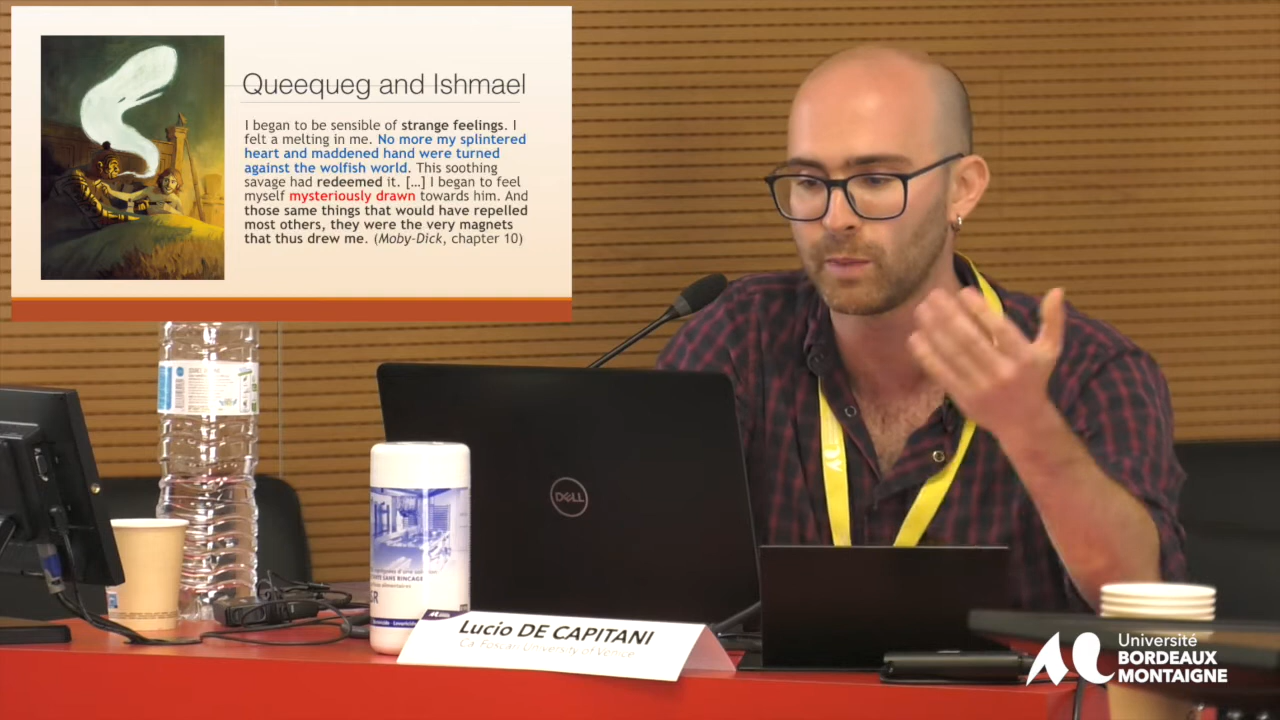 Queequeg and Ishmael
I began to be sensible of strange feelings. I
felt a melting in me. No more my splintered
heart and maddened hand were turned
against the wolfish world. This soothing
savage had redeemed it. […] I began to feel
myself mysteriously drawn towards him. And
those same things that would have repelled
most others, they were the very magnets
that thus drew me. (Moby-Dick, chapter 10)
DELL
SANS RINCAGE
Lucio DE CAPITANI
Ca' Foscari University of Venice
Université
BORDEAUX
MONTAIGNE